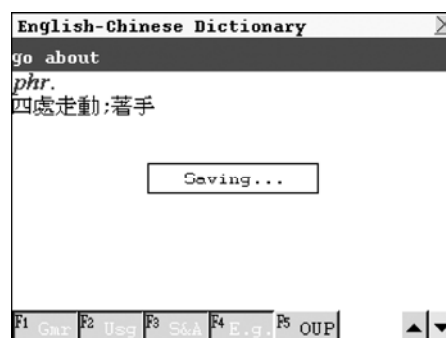 English-Chinese Dictionary
go about
phr.
四處走動;著手
Saving...
F1 Gmr F2 Usg F3 S&A F4 E.g. F5 OUP